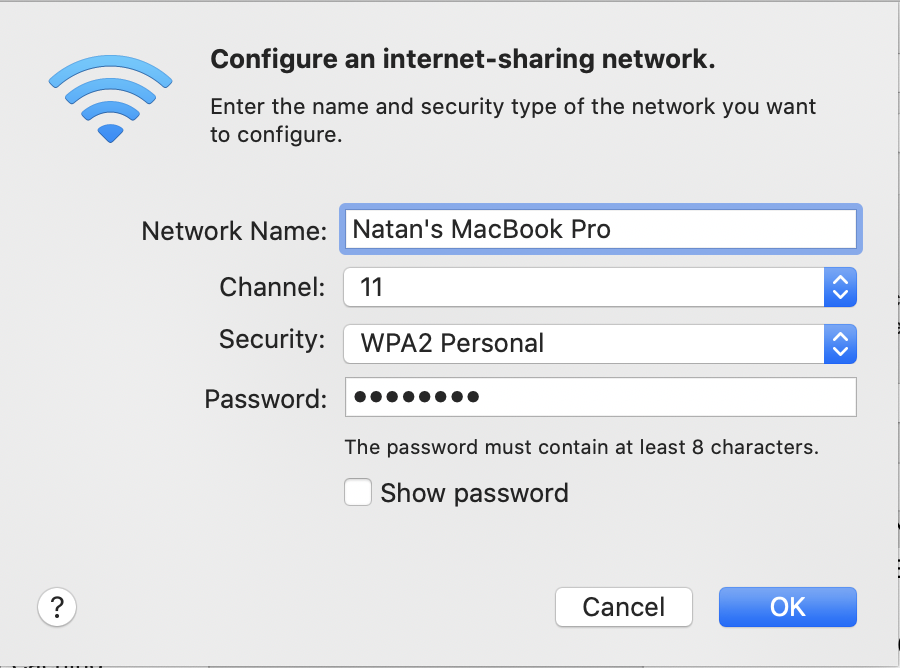 Configure an internet-sharing network.
Enter the name and security type of the network you want
to configure.
Network Name: Natan's MacBook Pro
Channel: 11
Security: WPA2 Personal
Password: ••••••••
The password must contain at least 8 characters.
Show password
? Cancel OK